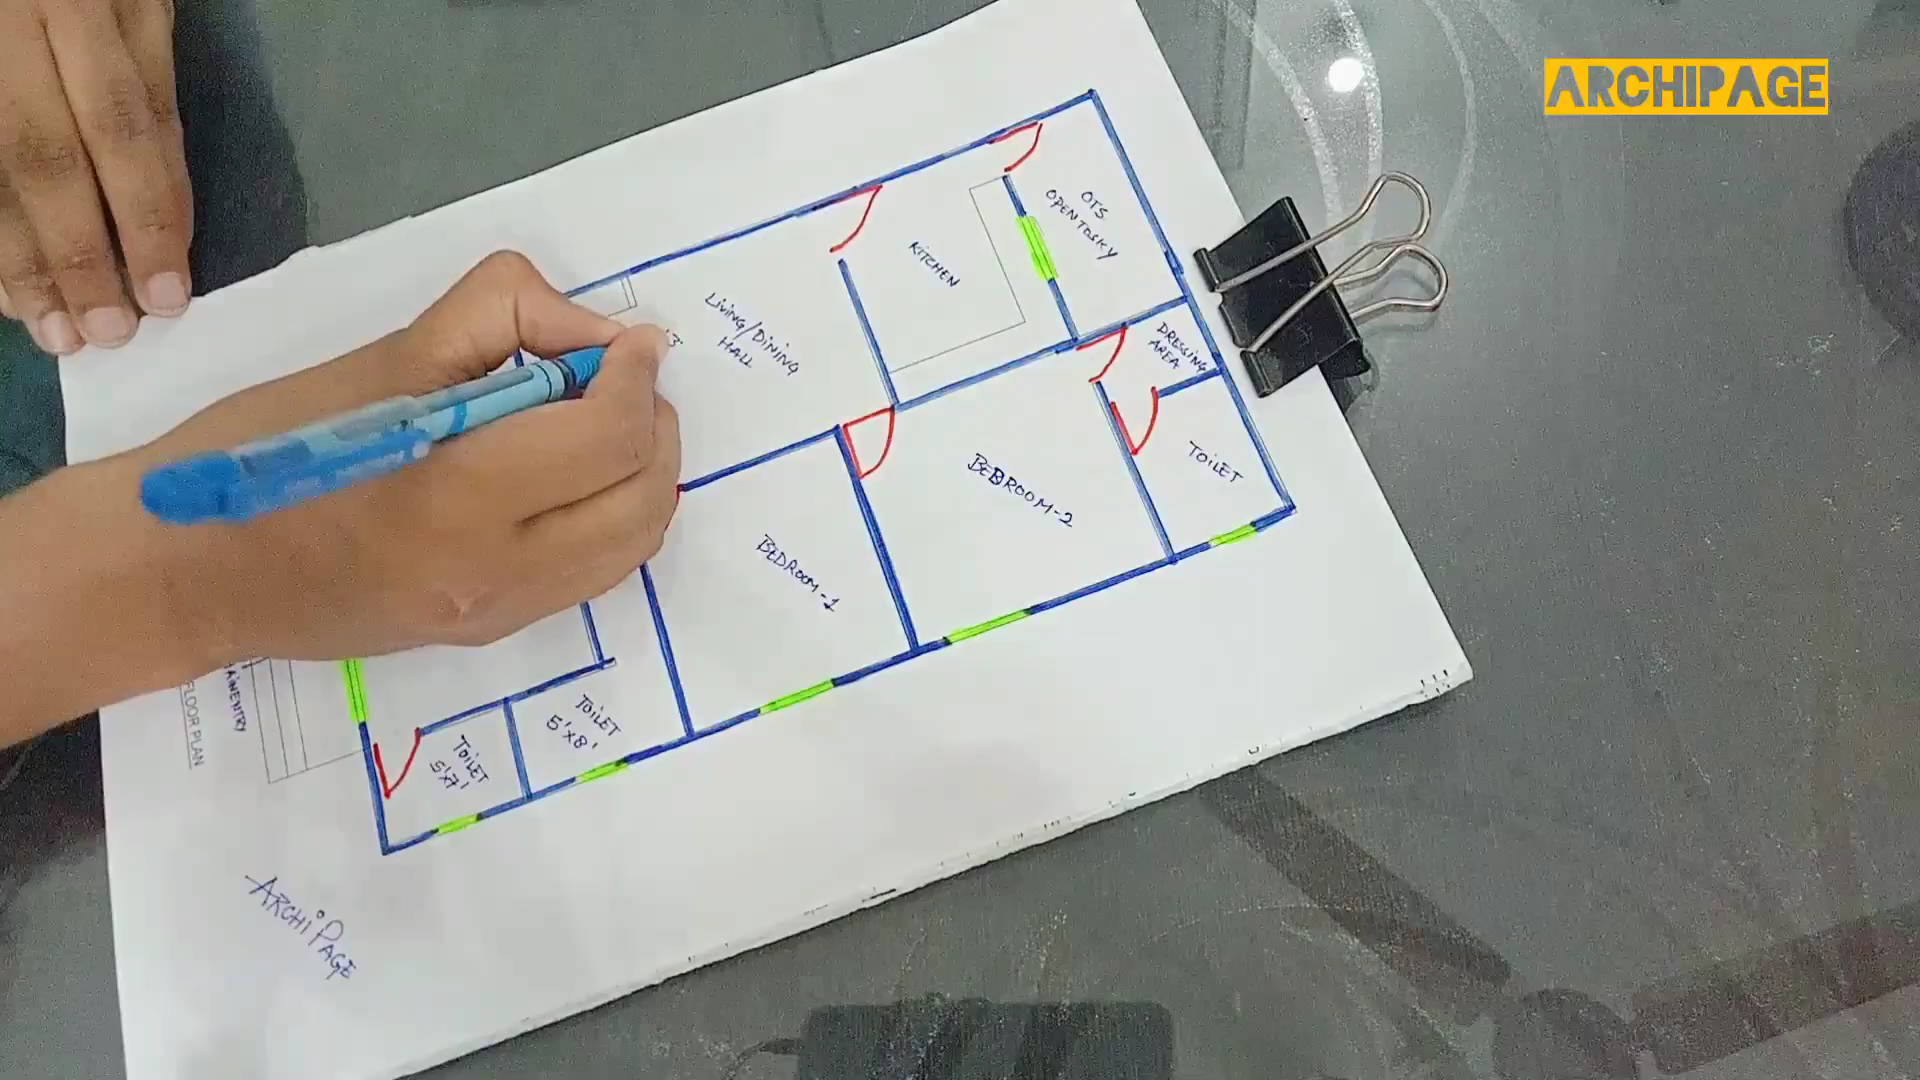 ARCHIPAGE
OTS
OPEN TO SKY
KITCHEN
LIVING/DINING
HALL
DRESSING
AREA
TOILET
BEDROOM-2
BEDROOM-1
TOILET
5'X8'
TOILET
5'X7'
FLOOR PLAN
ARCHIPAGE